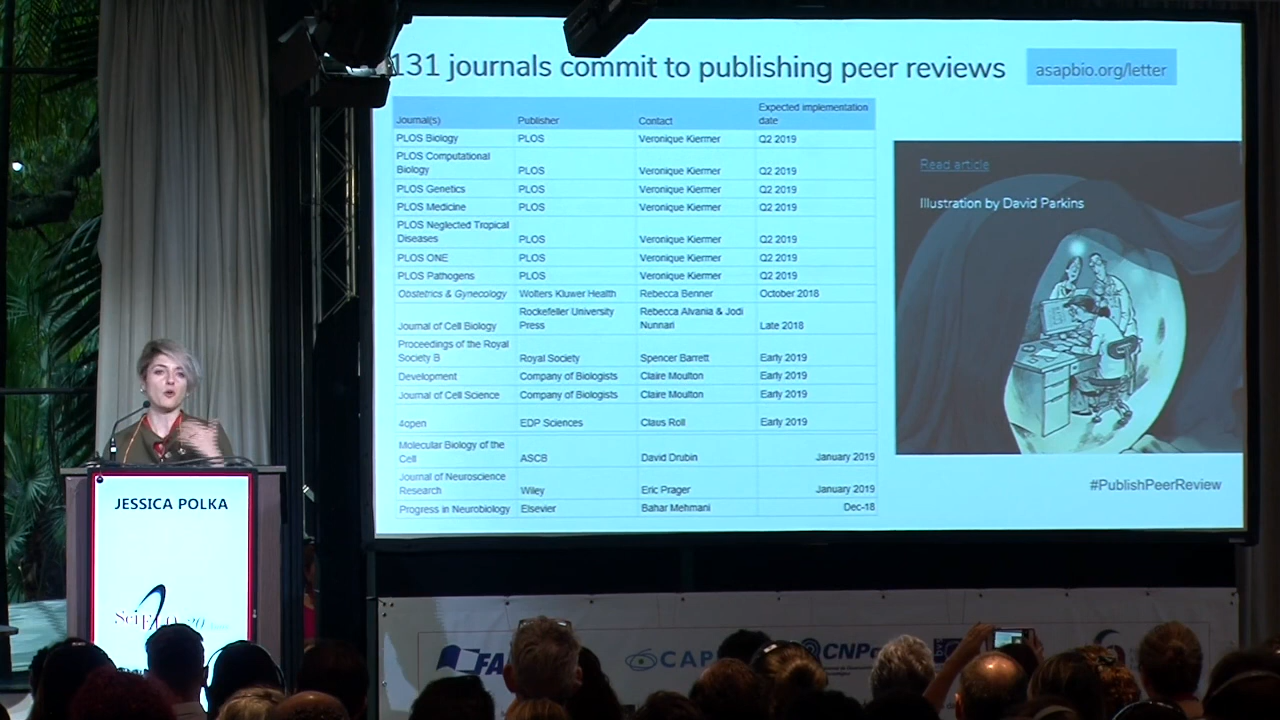 131 journals commit to publishing peer reviews
asapbio.org/letter
Journal(s) Publisher Contact Expected implementation date
PLOS Biology PLOS Veronique Kiermer Q2 2019
PLOS Computational Biology PLOS Veronique Kiermer Q2 2019
PLOS Genetics PLOS Veronique Kiermer Q2 2019
PLOS Medicine PLOS Veronique Kiermer Q2 2019
PLOS Neglected Tropical Diseases PLOS Veronique Kiermer Q2 2019
PLOS ONE PLOS Veronique Kiermer Q2 2019
PLOS Pathogens PLOS Veronique Kiermer Q2 2019
Obstetrics & Gynecology Wolters Kluwer Health Rebecca Benner October 2018
Journal of Cell Biology Rockefeller University Press Rebecca Alvania & Jodi Nunnari Late 2018
Proceedings of the Royal Society B Royal Society Spencer Barrett Early 2019
Development Company of Biologists Claire Moulton Early 2019
Journal of Cell Science Company of Biologists Claire Moulton Early 2019
4open EDP Sciences Claus Roll Early 2019
Molecular Biology of the Cell ASCB David Drubin January 2019
Journal of Neuroscience Research Wiley Eric Prager January 2019
Progress in Neurobiology Elsevier Bahar Mehmani Dec-18
Read article
Illustration by David Parkins
#PublishPeerReview
JESSICA POLKA